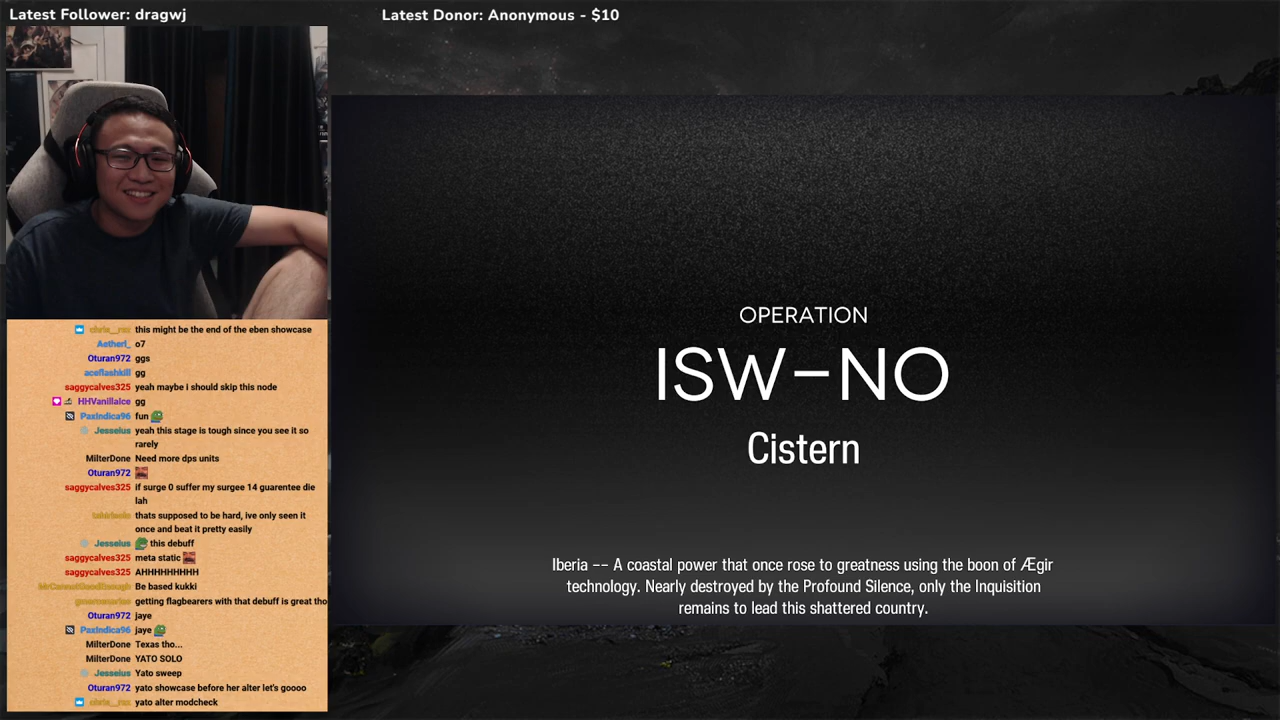 Latest Follower: dragwj
Latest Donor: Anonymous - $10
OPERATION
ISW-NO
Cistern
Iberia -- A coastal power that once rose to greatness using the boon of Ægir
technology. Nearly destroyed by the Profound Silence, only the Inquisition
remains to lead this shattered country.
this might be the end of the eben showcase
Aetherl_ o7
Oturan972 ggs
aceflashkill gg
saggycalves325 yeah maybe i should skip this node
HHVanillaIce gg
PaxIndica96 fun
Jesseius yeah this stage is tough since you see it so
rarely
MilterDone Need more dps units
Oturan972
saggycalves325 if surge 0 suffer my surgee 14 guarentee die
lah
thats supposed to be hard, ive only seen it
once and beat it pretty easily
Jesseius this debuff
saggycalves325 meta static
saggycalves325 AHHHHHHHHH
MrCannotGoodEnough Be based kukki
getting flagbearers with that debuff is great tho
Oturan972 jaye
PaxIndica96 jaye
MilterDone Texas tho...
MilterDone YATO SOLO
Jesseius Yato sweep
Oturan972 yato showcase before her alter let's goooo
yato alter modcheck